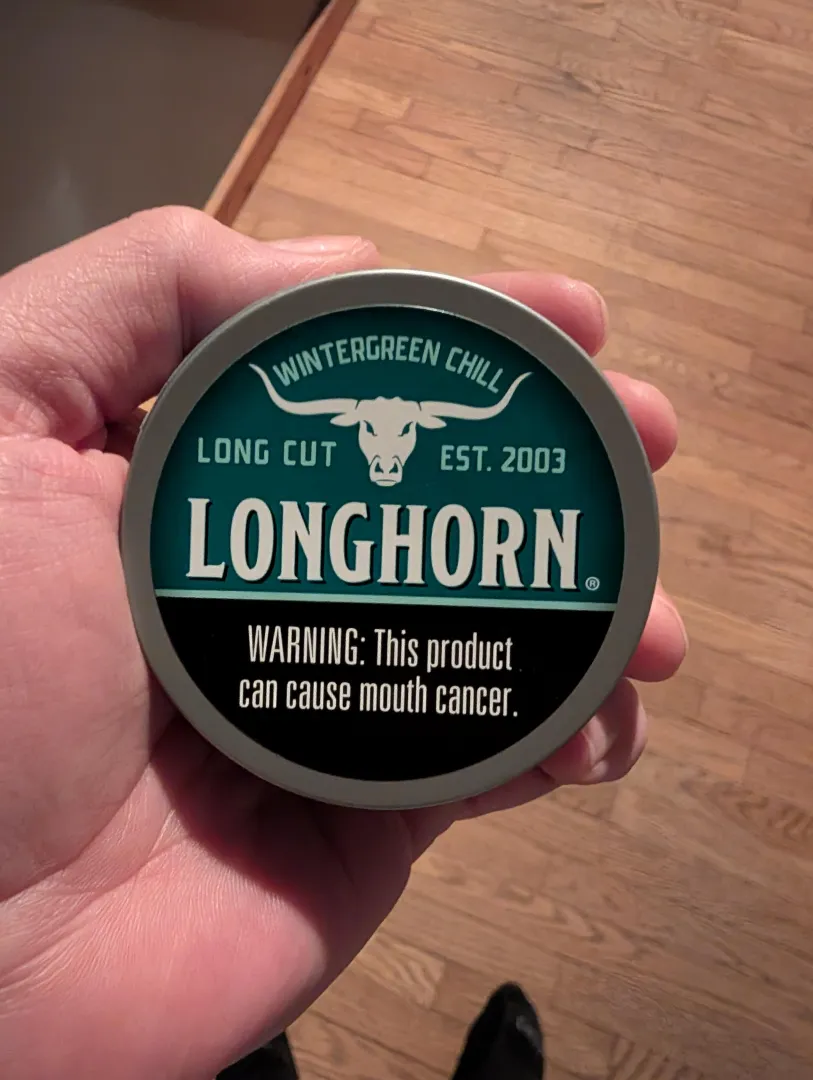 WINTERGREEN CHILL
LONG CUT EST. 2003
LONGHORN®
WARNING: This product
can cause mouth cancer.